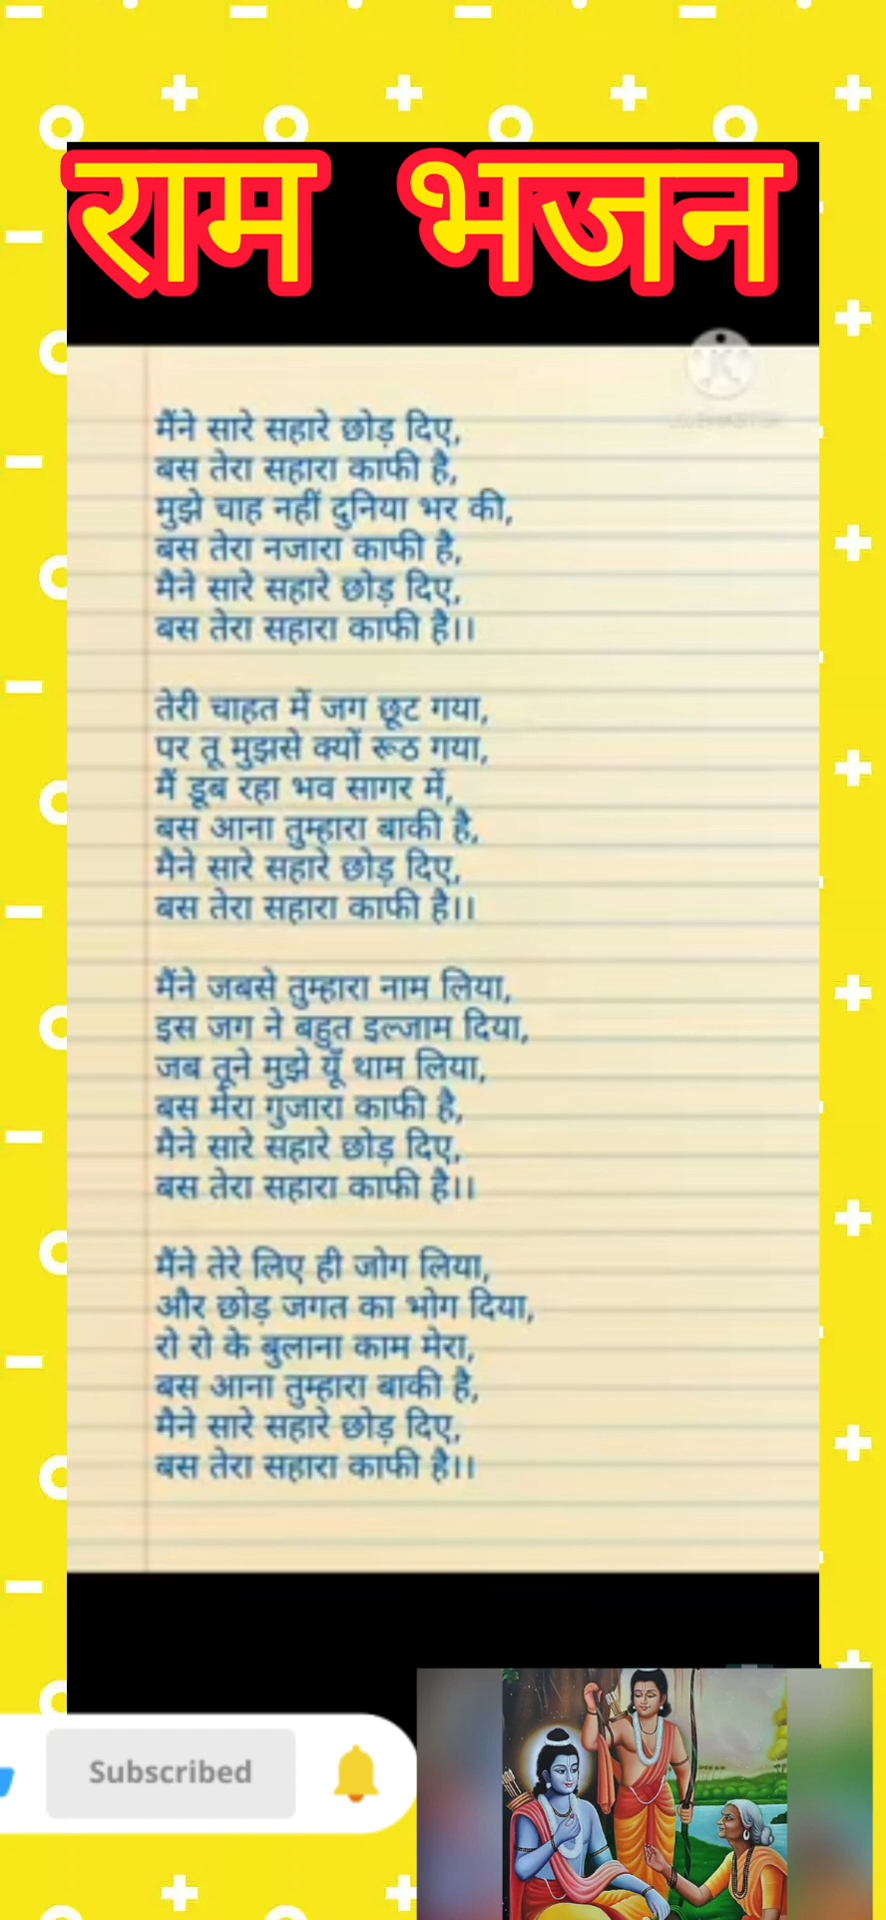 राम भजन
मैंने सारे सहारे छोड़ दिए,
बस तेरा सहारा काफी है,
मुझे चाह नहीं दुनिया भर की,
बस तेरा नजारा काफी है,
मैने सारे सहारे छोड़ दिए,
बस तेरा सहारा काफी है।।
तेरी चाहत में जग छूट गया,
पर तू मुझसे क्यों रूठ गया,
मैं डूब रहा भव सागर में,
बस आना तुम्हारा बाकी है,
मैने सारे सहारे छोड़ दिए,
बस तेरा सहारा काफी है।।
मैंने जबसे तुम्हारा नाम लिया,
इस जग ने बहुत इल्जाम दिया,
जब तूने मुझे यूँ थाम लिया,
बस मेरा गुजारा काफी है,
मैने सारे सहारे छोड़ दिए,
बस तेरा सहारा काफी है।।
मैंने तेरे लिए ही जोग लिया,
और छोड़ जगत का भोग दिया,
रो रो के बुलाना काम मेरा,
बस आना तुम्हारा बाकी है,
मैने सारे सहारे छोड़ दिए,
बस तेरा सहारा काफी है।।
Subscribed